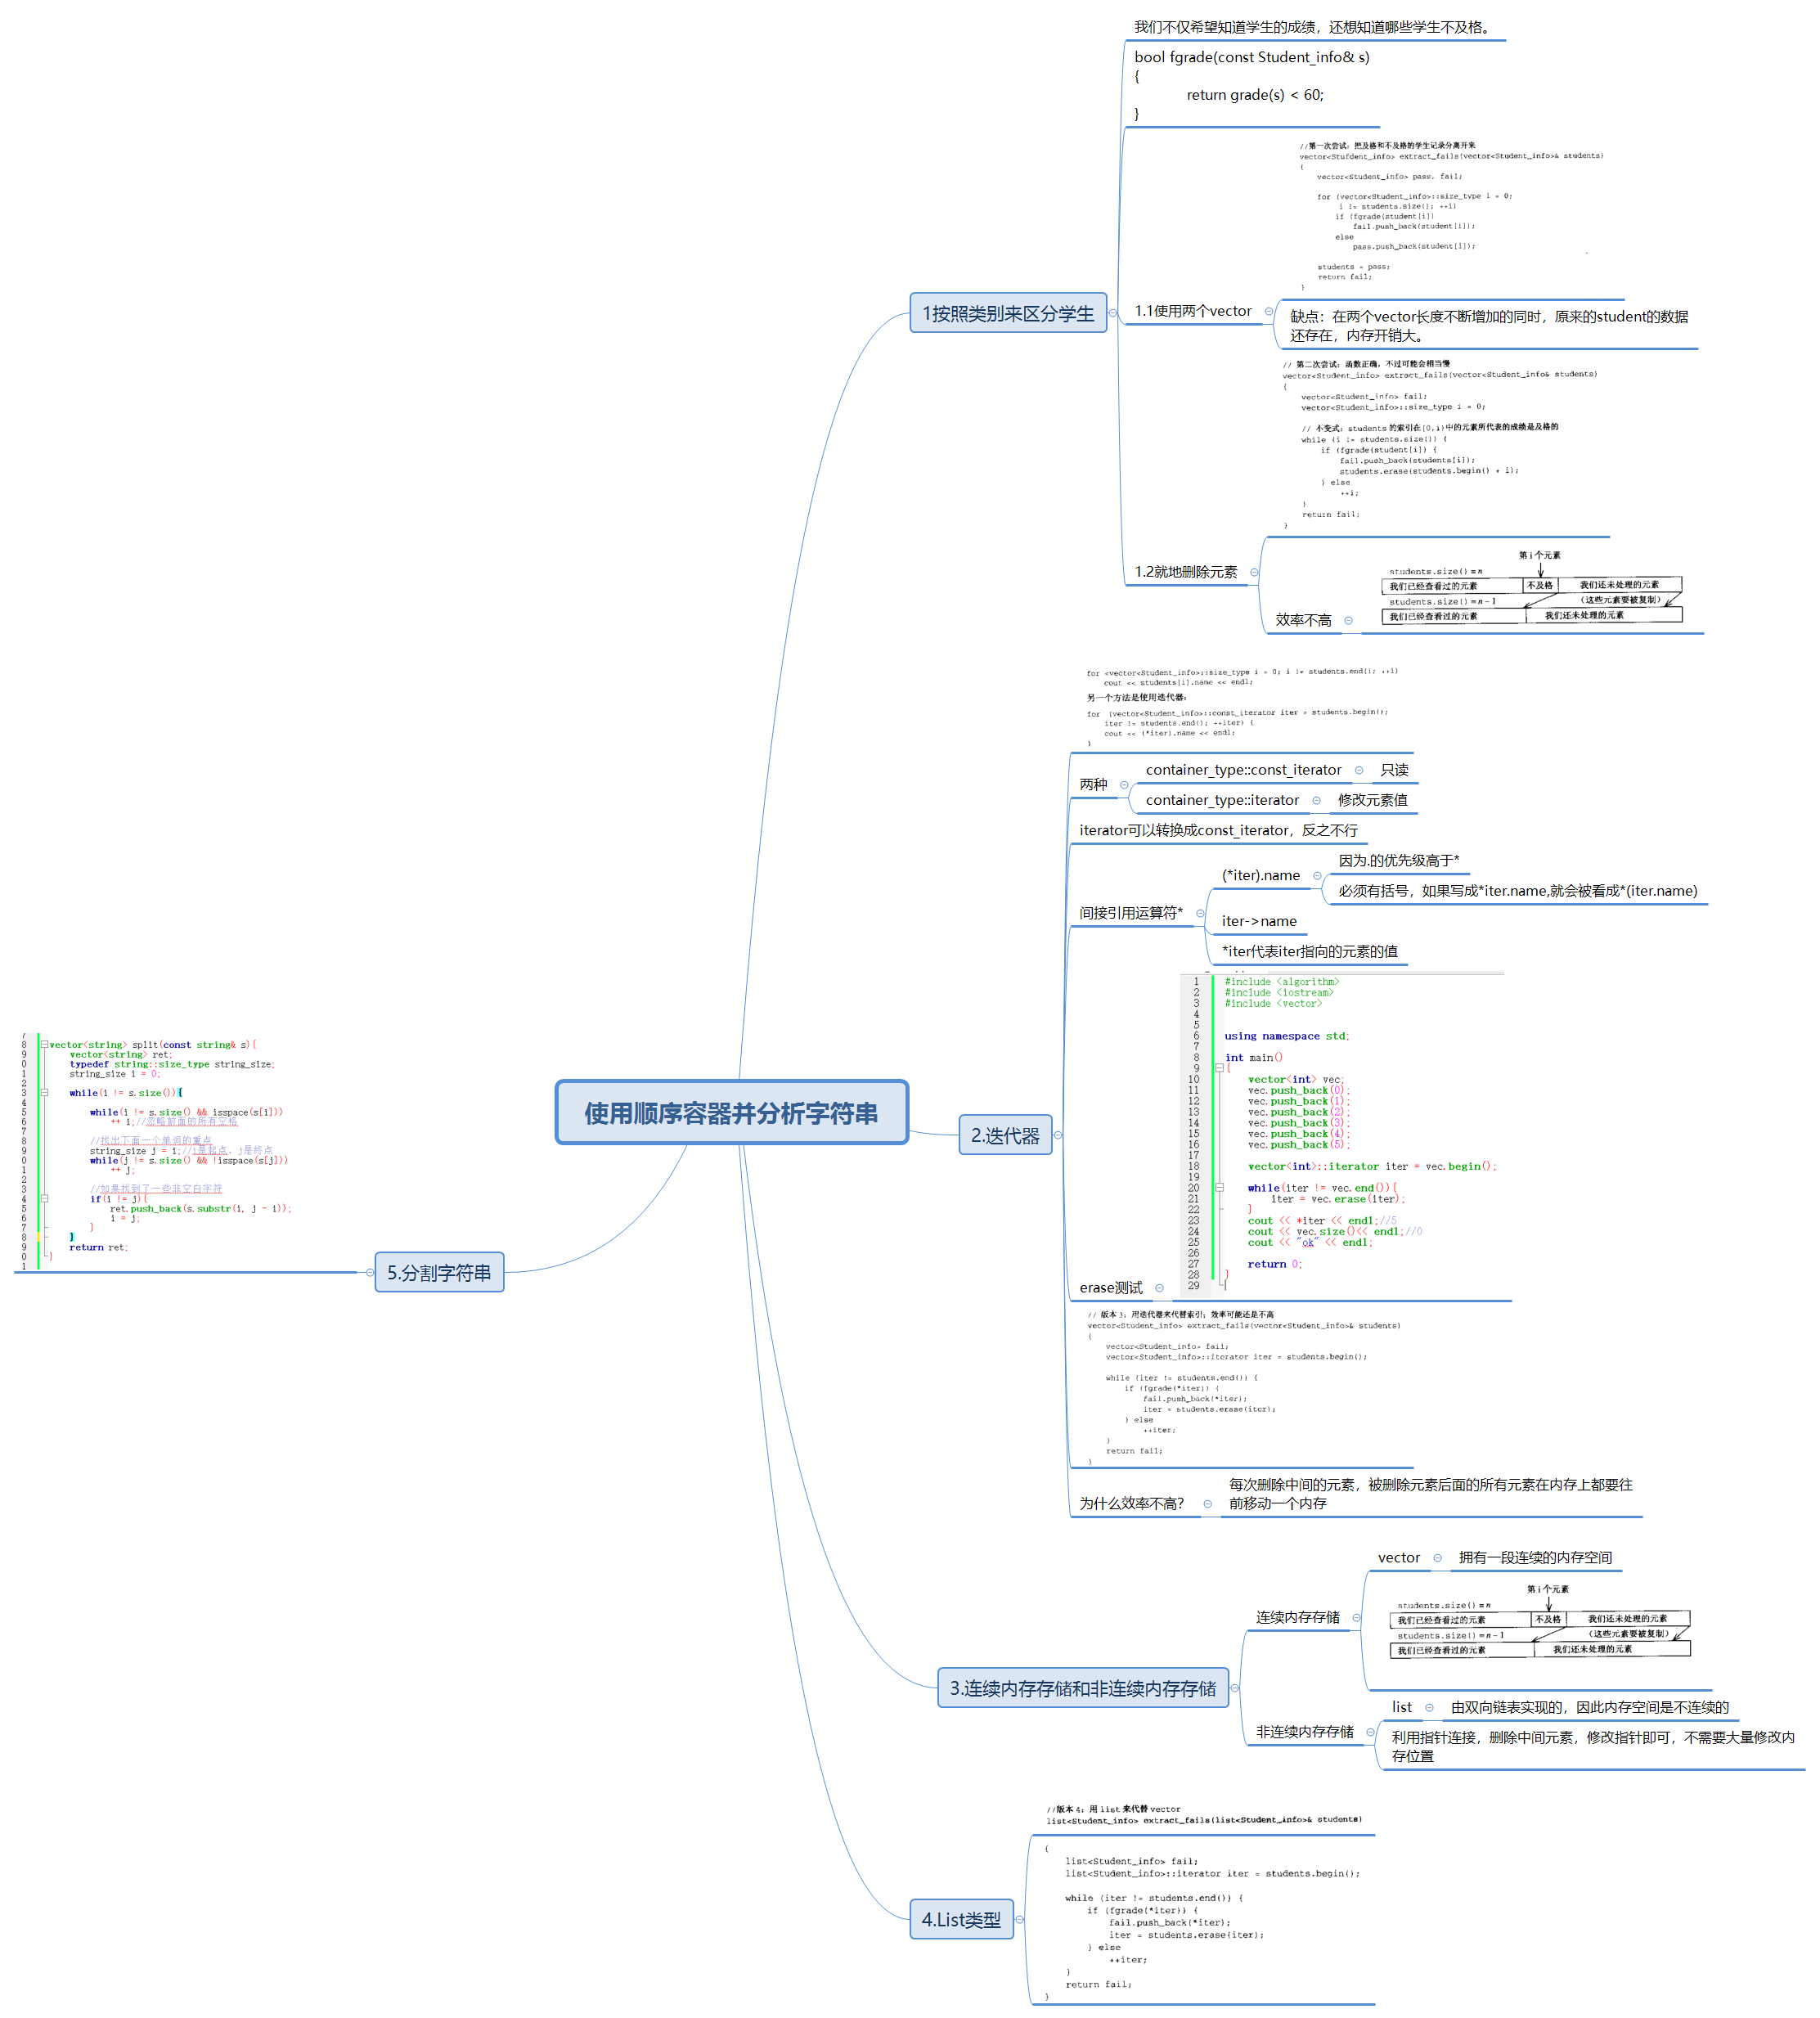 使用顺序容器并分析字符串
1按照类别来区分学生
我们不仅希望知道学生的成绩，还想知道哪些学生不及格。
bool fgrade(const Student_info& s)
{
return grade(s) < 60;
}
1.1使用两个vector
//第一次尝试：把及格和不及格的学生记录分离开来
vector<Stufdent_info> extract_fails(vector<Student_info>& students)
{
vector<Student_info> pass, fail;
for (vector<Student_info>::size_type i = 0;
i != students.size(); ++i)
if (fgrade(student[i])
fail.push_back(student[i]);
else
pass.push_back(student[i]);
students = pass;
return fail;
}
缺点：在两个vector长度不断增加的同时，原来的student的数据
还存在，内存开销大。
1.2就地删除元素
// 第二次尝试：函数正确，不过可能会相当慢
vector<Student_info> extract_fails(vector<Student_info& students)
{
vector<Student_info> fail;
vector<Student_info>::size_type i = 0;
// 不变式：students 的索引在[0,i)中的元素所代表的成绩是及格的
while (i != students.size()) {
if (fgrade(student[i]) {
fail.push_back(students[i]);
students.erase(students.begin() + i);
} else
++i;
}
return fail;
}
效率不高
第 i 个元素
students.size()=n
我们已经查看过的元素 不及格 我们还未处理的元素
students.size()=n-1 （这些元素要被复制）
我们已经查看过的元素 我们还未处理的元素
2.迭代器
for <vector<Student_info>::size_type i = 0; i != students.end(); ++i)
cout << students[i].name << endl;
另一个方法是使用迭代器：
for (vector<Student_info>::const_iterator iter = students.begin();
iter != students.end(); ++iter) {
cout << (*iter).name << endl;
}
两种
container_type::const_iterator 只读
container_type::iterator 修改元素值
iterator可以转换成const_iterator，反之不行
间接引用运算符*
(*iter).name
因为.的优先级高于*
必须有括号，如果写成*iter.name,就会被看成*(iter.name)
iter->name
*iter代表iter指向的元素的值
erase测试
1 #include <algorithm>
2 #include <iostream>
3 #include <vector>
4
5
6 using namespace std;
7
8 int main()
9 {
10 vector<int> vec;
11 vec.push_back(0);
12 vec.push_back(1);
13 vec.push_back(2);
14 vec.push_back(3);
15 vec.push_back(4);
16 vec.push_back(5);
17
18 vector<int>::iterator iter = vec.begin();
19
20 while(iter != vec.end()){
21 iter = vec.erase(iter);
22 }
23 cout << *iter << endl;//5
24 cout << vec.size()<< endl;//0
25 cout << "ok" << endl;
26
27 return 0;
28 }
29
// 版本 3：用迭代器来代替索引；效率可能还是不高
vector<Student_info> extract_fails(vector<Student_info>& students)
{
vector<Student_info> fail;
vector<Student_info>::iterator iter = students.begin();
while (iter != students.end()) {
if (fgrade(*iter)) {
fail.push_back(*iter);
iter = students.erase(iter);
} else
++iter;
}
return fail;
}
为什么效率不高？
每次删除中间的元素，被删除元素后面的所有元素在内存上都要往
前移动一个内存
3.连续内存存储和非连续内存存储
连续内存存储
vector 拥有一段连续的内存空间
第 i 个元素
students.size()=n
我们已经查看过的元素 不及格 我们还未处理的元素
students.size()=n-1 （这些元素要被复制）
我们已经查看过的元素 我们还未处理的元素
非连续内存存储
list 由双向链表实现的，因此内存空间是不连续的
利用指针连接，删除中间元素，修改指针即可，不需要大量修改内
存位置
4.List类型
//版本 4：用 list 来代替 vector
list<Student_info> extract_fails(list<Student_info>& students)
{
list<Student_info> fail;
list<Student_info>::iterator iter = students.begin();
while (iter != students.end()) {
if (fgrade(*iter)) {
fail.push_back(*iter);
iter = students.erase(iter);
} else
++iter;
}
return fail;
}
5.分割字符串
7
8 vector<string> split(const string& s){
9 vector<string> ret;
0 typedef string::size_type string_size;
1 string_size i = 0;
2
3 while(i != s.size()){
4
5 while(i != s.size() && isspace(s[i]))
6 ++ i;//忽略前面的所有空格
7
8 //找出下面一个单词的重点
9 string_size j = i;//i是起点，j是终点
0 while(j != s.size() && !isspace(s[j]))
1 ++ j;
2
3 //如果找到了一些非空白字符
4 if(i != j){
5 ret.push_back(s.substr(i, j - i));
6 i = j;
7 }
8 }
9 return ret;
0 }
1